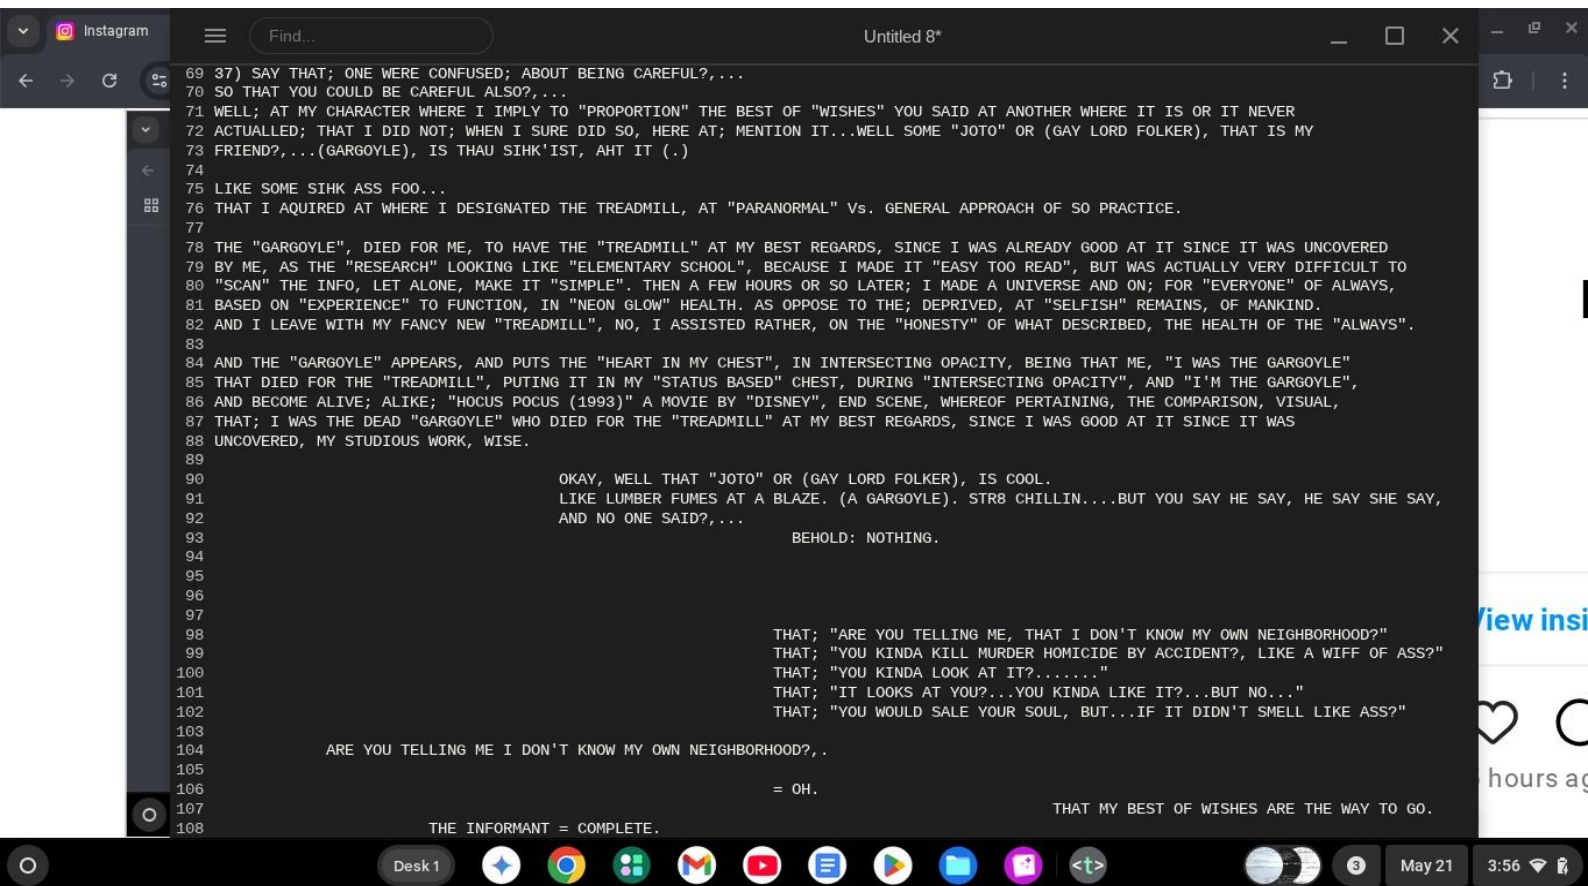 Instagram
Find...
Untitled 8*
69 37) SAY THAT; ONE WERE CONFUSED; ABOUT BEING CAREFUL?,...
70 SO THAT YOU COULD BE CAREFUL ALSO?,...
71 WELL; AT MY CHARACTER WHERE I IMPLY TO "PROPORTION" THE BEST OF "WISHES" YOU SAID AT ANOTHER WHERE IT IS OR IT NEVER
72 ACTUALLED; THAT I DID NOT; WHEN I SURE DID SO, HERE AT; MENTION IT...WELL SOME "JOTO" OR (GAY LORD FOLKER), THAT IS MY
73 FRIEND?,...(GARGOYLE), IS THAU SIHK'IST, AHT IT (.)
74
75 LIKE SOME SIHK ASS FOO...
76 THAT I AQUIRED AT WHERE I DESIGNATED THE TREADMILL, AT "PARANORMAL" Vs. GENERAL APPROACH OF SO PRACTICE.
77
78 THE "GARGOYLE", DIED FOR ME, TO HAVE THE "TREADMILL" AT MY BEST REGARDS, SINCE I WAS ALREADY GOOD AT IT SINCE IT WAS UNCOVERED
79 BY ME, AS THE "RESEARCH" LOOKING LIKE "ELEMENTARY SCHOOL", BECAUSE I MADE IT "EASY TOO READ", BUT WAS ACTUALLY VERY DIFFICULT TO
80 "SCAN" THE INFO, LET ALONE, MAKE IT "SIMPLE". THEN A FEW HOURS OR SO LATER; I MADE A UNIVERSE AND ON; FOR "EVERYONE" OF ALWAYS,
81 BASED ON "EXPERIENCE" TO FUNCTION, IN "NEON GLOW" HEALTH. AS OPPOSE TO THE; DEPRIVED, AT "SELFISH" REMAINS, OF MANKIND.
82 AND I LEAVE WITH MY FANCY NEW "TREADMILL", NO, I ASSISTED RATHER, ON THE "HONESTY" OF WHAT DESCRIBED, THE HEALTH OF THE "ALWAYS".
83
84 AND THE "GARGOYLE" APPEARS, AND PUTS THE "HEART IN MY CHEST", IN INTERSECTING OPACITY, BEING THAT ME, "I WAS THE GARGOYLE"
85 THAT DIED FOR THE "TREADMILL", PUTING IT IN MY "STATUS BASED" CHEST, DURING "INTERSECTING OPACITY", AND "I'M THE GARGOYLE",
86 AND BECOME ALIVE; ALIKE; "HOCUS POCUS (1993)" A MOVIE BY "DISNEY", END SCENE, WHEREOF PERTAINING, THE COMPARISON, VISUAL,
87 THAT; I WAS THE DEAD "GARGOYLE" WHO DIED FOR THE "TREADMILL" AT MY BEST REGARDS, SINCE I WAS GOOD AT IT SINCE IT WAS
88 UNCOVERED, MY STUDIOUS WORK, WISE.
89
90 OKAY, WELL THAT "JOTO" OR (GAY LORD FOLKER), IS COOL.
91 LIKE LUMBER FUMES AT A BLAZE. (A GARGOYLE). STR8 CHILLIN....BUT YOU SAY HE SAY, HE SAY SHE SAY,
92 AND NO ONE SAID?,...
93 BEHOLD: NOTHING.
94
95
96
97
98 THAT; "ARE YOU TELLING ME, THAT I DON'T KNOW MY OWN NEIGHBORHOOD?"
99 THAT; "YOU KINDA KILL MURDER HOMICIDE BY ACCIDENT?, LIKE A WIFF OF ASS?"
100 THAT; "YOU KINDA LOOK AT IT?......."
101 THAT; "IT LOOKS AT YOU?...YOU KINDA LIKE IT?...BUT NO..."
102 THAT; "YOU WOULD SALE YOUR SOUL, BUT...IF IT DIDN'T SMELL LIKE ASS?"
103
104 ARE YOU TELLING ME I DON'T KNOW MY OWN NEIGHBORHOOD?,.
105
106 = OH.
107 THAT MY BEST OF WISHES ARE THE WAY TO GO.
108 THE INFORMANT = COMPLETE.
View insi
hours ag
Desk 1
<t>
3
May 21
3:56